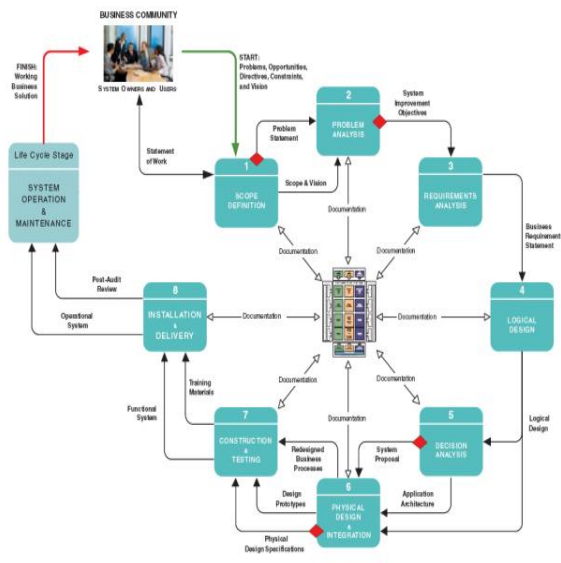 BUSINESS COMMUNITY
SYSTEM OWNERS AND USERS
FINISH:
Working
Business
Solution
START:
Problems, Opportunities,
Directives, Constraints,
and Vision
Statement
of Work
Problem
Statement
Scope & Vision
1
SCOPE
DEFINITION
2
PROBLEM
ANALYSIS
System
Improvement
Objectives
3
REQUIREMENTS
ANALYSIS
Business
Requirement
Statement
Life Cycle Stage
SYSTEM
OPERATION
&
MAINTENANCE
Documentation
Documentation
Documentation
Post-Audit
Review
Operational
System
8
INSTALLATION
&
DELIVERY
Documentation
Documentation
4
LOGICAL
DESIGN
Logical
Design
Training
Materials
Functional
System
Documentation
Documentation
Documentation
7
CONSTRUCTION
&
TESTING
Redesigned
Business
Processes
System
Proposal
5
DECISION
ANALYSIS
Design
Prototypes
Application
Architecture
6
PHYSICAL
DESIGN
&
INTEGRATION
Physical
Design Specifications